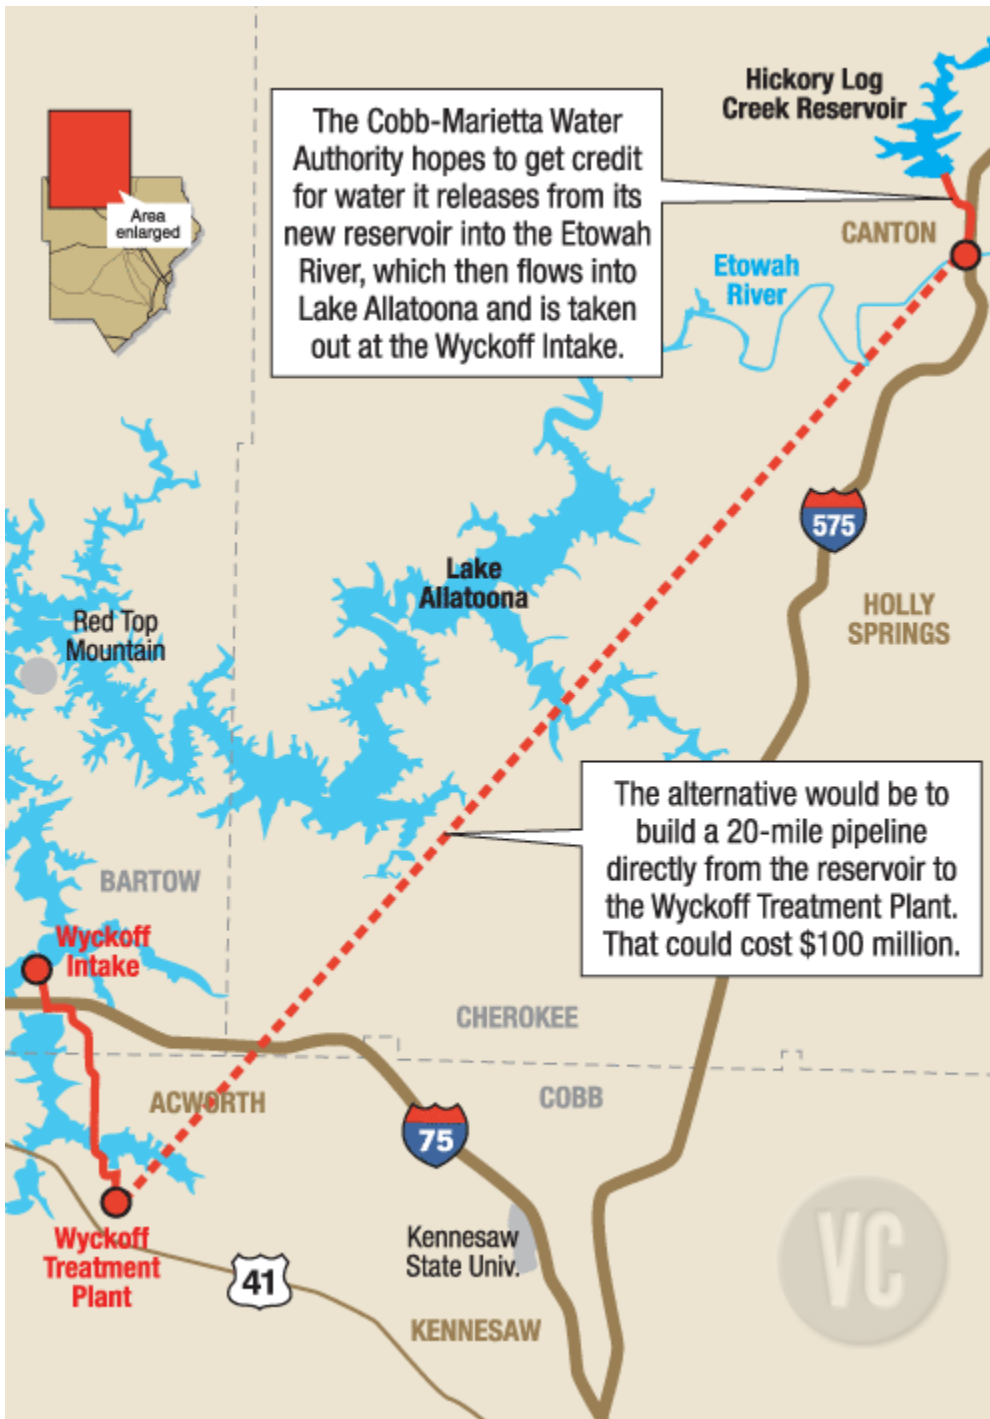 Hickory Log
Creek Reservoir
The Cobb-Marietta Water
Authority hopes to get credit
for water it releases from its
new reservoir into the Etowah
River, which then flows into
Lake Allatoona and is taken
out at the Wyckoff Intake.
Area
enlarged
CANTON
Etowah
River
575
Lake
Allatoona
HOLLY
SPRINGS
Red Top
Mountain
The alternative would be to
build a 20-mile pipeline
directly from the reservoir to
the Wyckoff Treatment Plant.
That could cost $100 million.
BARTOW
Wyckoff
Intake
CHEROKEE
COBB
ACWORTH
75
Wyckoff
Treatment
Plant
Kennesaw
State Univ.
41
KENNESAW
VC